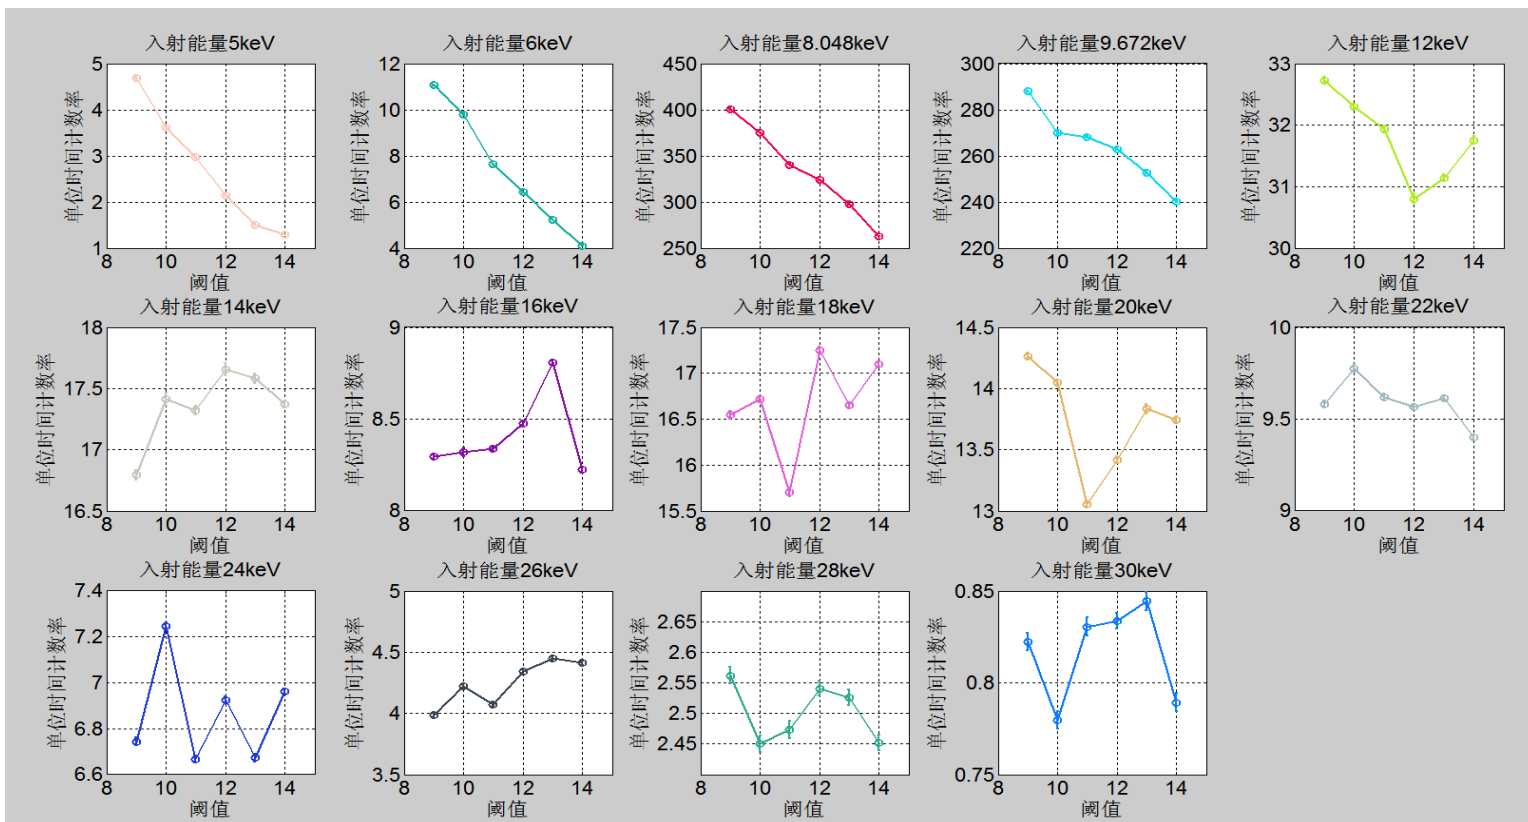 入射能量5keV
5
4
3
2
1
8 10 12 14
单位时间计数率
阈值
入射能量6keV
12
10
8
6
4
8 10 12 14
单位时间计数率
阈值
入射能量8.048keV
450
400
350
300
250
8 10 12 14
单位时间计数率
阈值
入射能量9.672keV
300
280
260
240
220
8 10 12 14
单位时间计数率
阈值
入射能量12keV
33
32
31
30
8 10 12 14
单位时间计数率
阈值
入射能量14keV
18
17.5
17
16.5
8 10 12 14
单位时间计数率
阈值
入射能量16keV
9
8.5
8
8 10 12 14
单位时间计数率
阈值
入射能量18keV
17.5
17
16.5
16
15.5
8 10 12 14
单位时间计数率
阈值
入射能量20keV
14.5
14
13.5
13
8 10 12 14
单位时间计数率
阈值
入射能量22keV
10
9.5
9
8 10 12 14
单位时间计数率
阈值
入射能量24keV
7.4
7.2
7
6.8
6.6
8 10 12 14
单位时间计数率
阈值
入射能量26keV
5
4.5
4
3.5
8 10 12 14
单位时间计数率
阈值
入射能量28keV
2.65
2.6
2.55
2.5
2.45
8 10 12 14
单位时间计数率
阈值
入射能量30keV
0.85
0.8
0.75
8 10 12 14
单位时间计数率
阈值